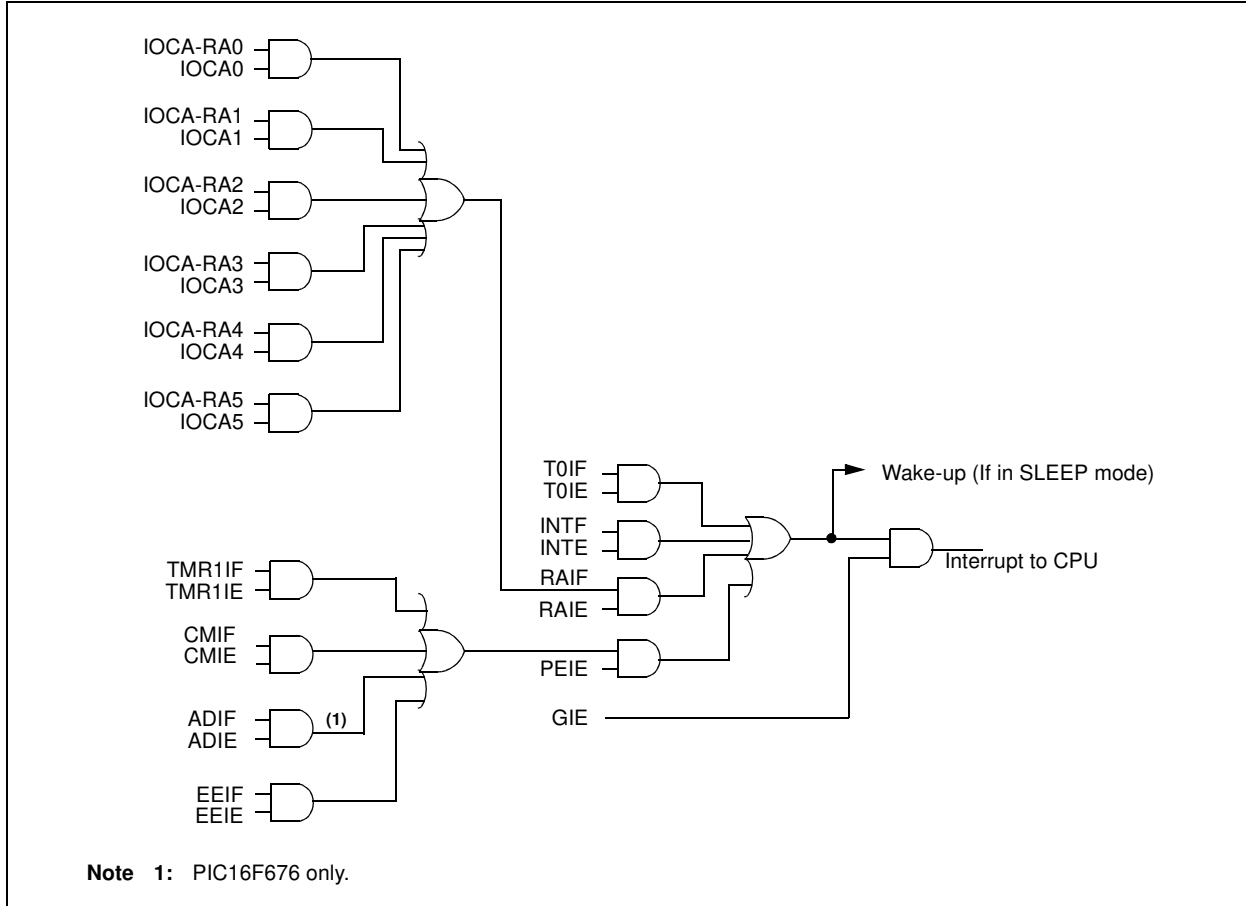 IOCA-RA0
IOCA0
IOCA-RA1
IOCA1
IOCA-RA2
IOCA2
IOCA-RA3
IOCA3
IOCA-RA4
IOCA4
IOCA-RA5
IOCA5
T0IF
T0IE
INTF
INTE
RAIF
RAIE
PEIE
GIE
Wake-up (If in SLEEP mode)
Interrupt to CPU
TMR1IF
TMR1IE
CMIF
CMIE
ADIF
ADIE
(1)
EEIF
EEIE
Note 1: PIC16F676 only.